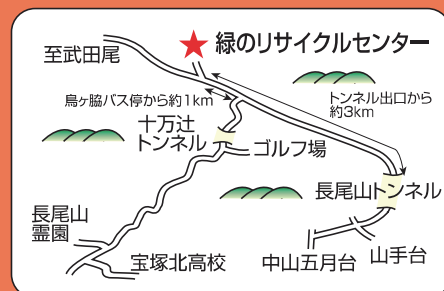 至武田尾
★ 緑のリサイクルセンター
烏ヶ脇バス停から約1km
トンネル出口から
約3km
十万辻
トンネル
ゴルフ場
長尾山トンネル
長尾山
霊園
宝塚北高校
中山五月台
山手台